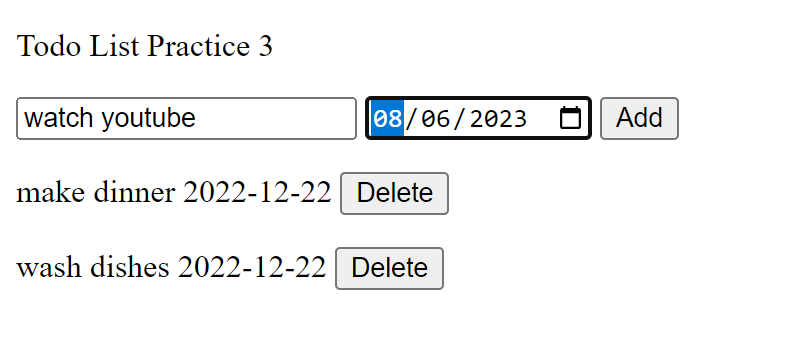 Todo List Practice 3
watch youtube 08/06/2023 Add
make dinner 2022-12-22 Delete
wash dishes 2022-12-22 Delete